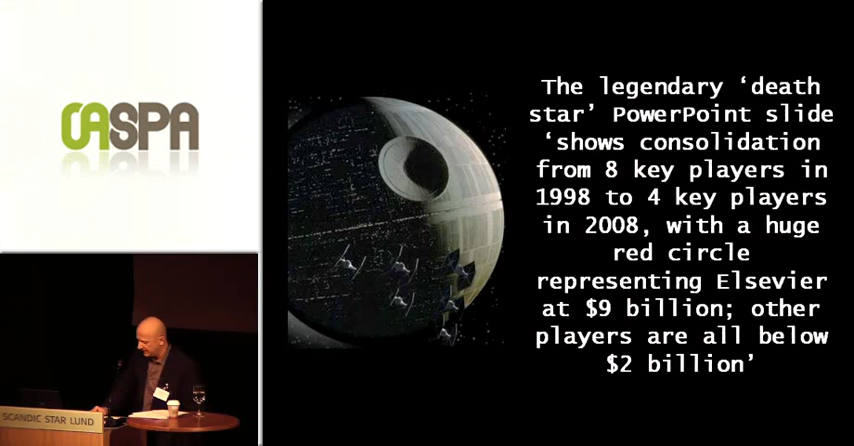 OASPA
SCANDIC STAR LUND
The legendary ‘death
star’ PowerPoint slide
‘shows consolidation
from 8 key players in
1998 to 4 key players
in 2008, with a huge
red circle
representing Elsevier
at $9 billion; other
players are all below
$2 billion’